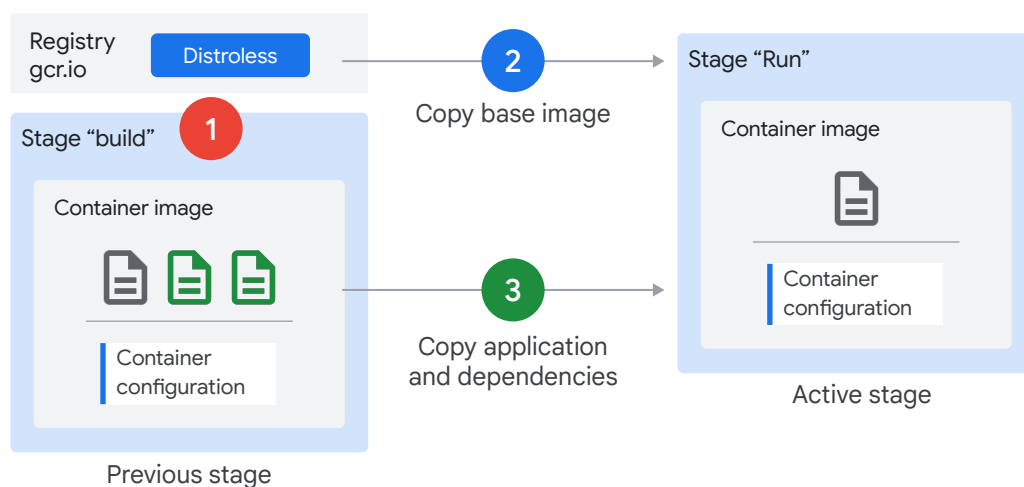 Registry
gcr.io
Distroless
2
Copy base image
Stage “Run”
Container image
Container
configuration
Active stage
1
Stage “build”
Container image
Container
configuration
Previous stage
3
Copy application
and dependencies